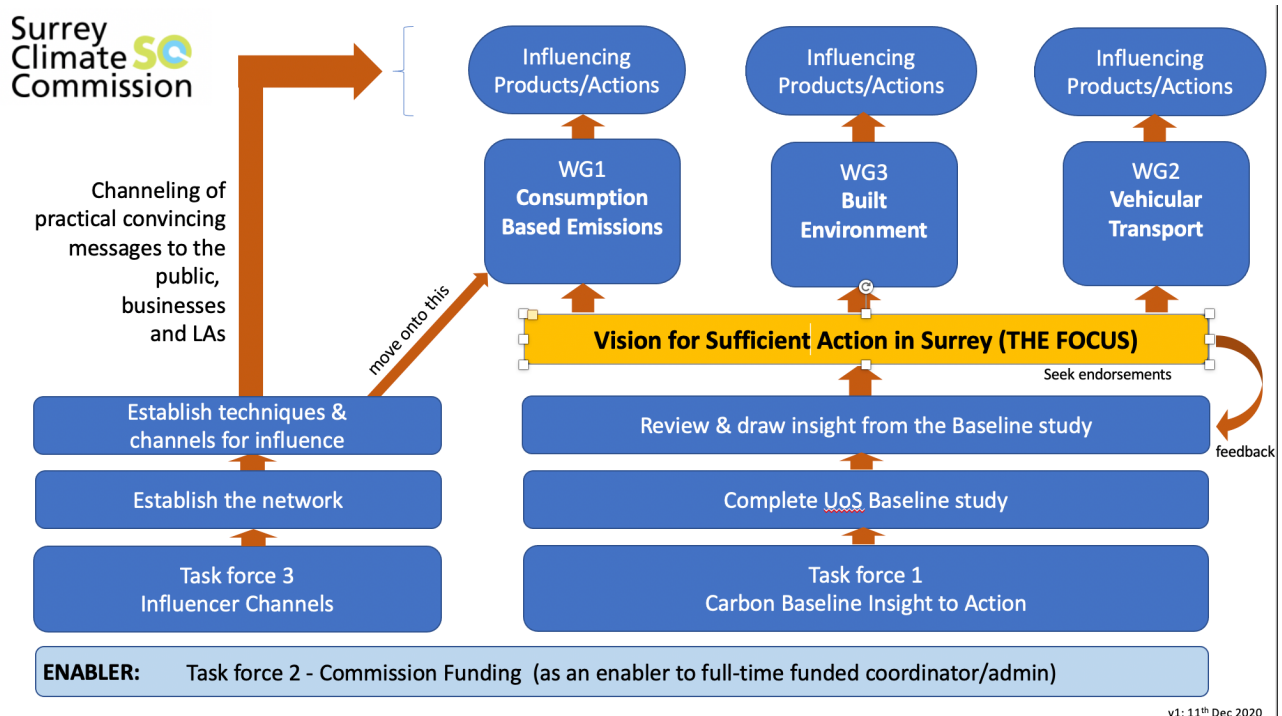 Surrey
Climate SC
Commission
Influencing
Products/Actions
Influencing
Products/Actions
Influencing
Products/Actions
WG1
Consumption
Based Emissions
WG3
Built
Environment
WG2
Vehicular
Transport
Channeling of
practical convincing
messages to the
public,
businesses
and LAs
move onto this
Vision for Sufficient Action in Surrey (THE FOCUS)
Seek endorsements
Establish techniques &
channels for influence
Review & draw insight from the Baseline study
feedback
Establish the network
Complete UoS Baseline study
Task force 3
Influencer Channels
Task force 1
Carbon Baseline Insight to Action
ENABLER: Task force 2 - Commission Funding (as an enabler to full-time funded coordinator/admin)
v1: 11th Dec 2020